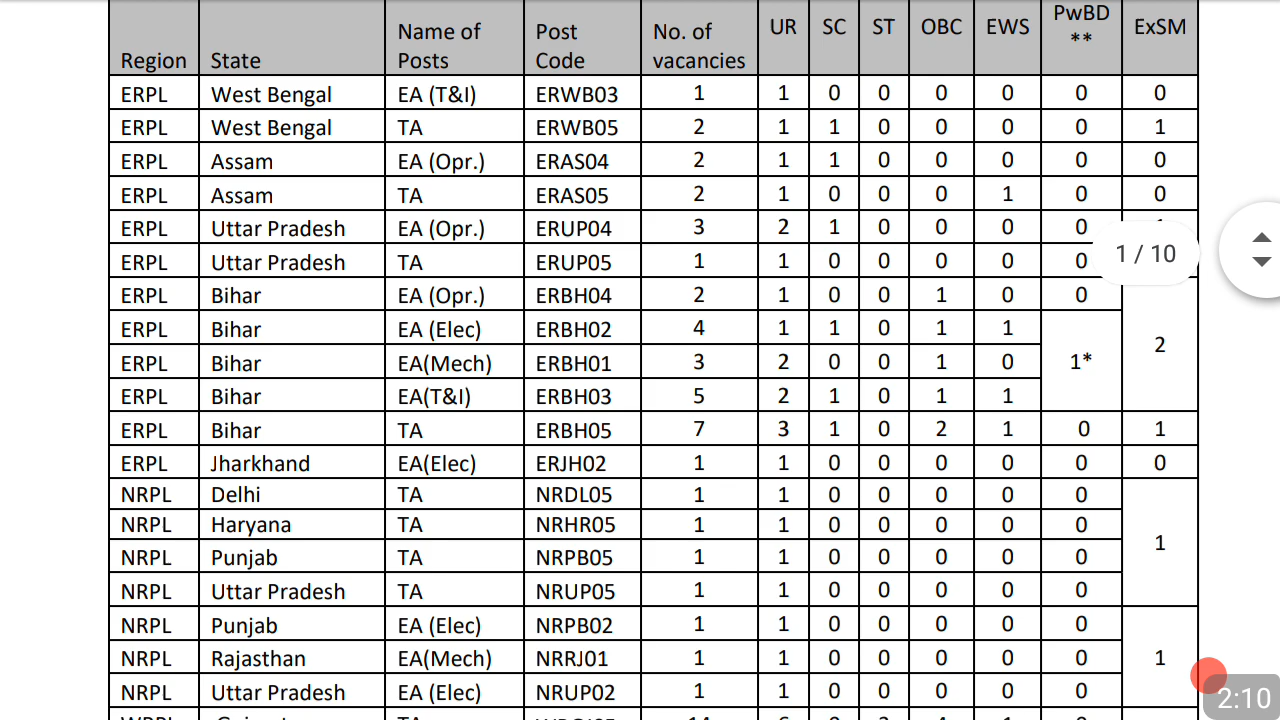 Region State Name of Posts Post Code No. of vacancies UR SC ST OBC EWS PwBD ** ExSM
ERPL West Bengal EA (T&I) ERWB03 1 1 0 0 0 0 0 0
ERPL West Bengal TA ERWB05 2 1 1 0 0 0 0 1
ERPL Assam EA (Opr.) ERAS04 2 1 1 0 0 0 0 0
ERPL Assam TA ERAS05 2 1 0 0 0 1 0 0
ERPL Uttar Pradesh EA (Opr.) ERUP04 3 2 1 0 0 0 0
ERPL Uttar Pradesh TA ERUP05 1 1 0 0 0 0 0
1 / 10
ERPL Bihar EA (Opr.) ERBH04 2 1 0 0 1 0 0
ERPL Bihar EA (Elec) ERBH02 4 1 1 0 1 1
2
ERPL Bihar EA(Mech) ERBH01 3 2 0 0 1 0 1*
ERPL Bihar EA(T&I) ERBH03 5 2 1 0 1 1
ERPL Bihar TA ERBH05 7 3 1 0 2 1 0 1
ERPL Jharkhand EA(Elec) ERJH02 1 1 0 0 0 0 0 0
NRPL Delhi TA NRDL05 1 1 0 0 0 0 0
NRPL Haryana TA NRHR05 1 1 0 0 0 0 0
1
NRPL Punjab TA NRPB05 1 1 0 0 0 0 0
NRPL Uttar Pradesh TA NRUP05 1 1 0 0 0 0 0
NRPL Punjab EA (Elec) NRPB02 1 1 0 0 0 0 0
NRPL Rajasthan EA(Mech) NRRJ01 1 1 0 0 0 0 0 1
NRPL Uttar Pradesh EA (Elec) NRUP02 1 1 0 0 0 0 0
2:10